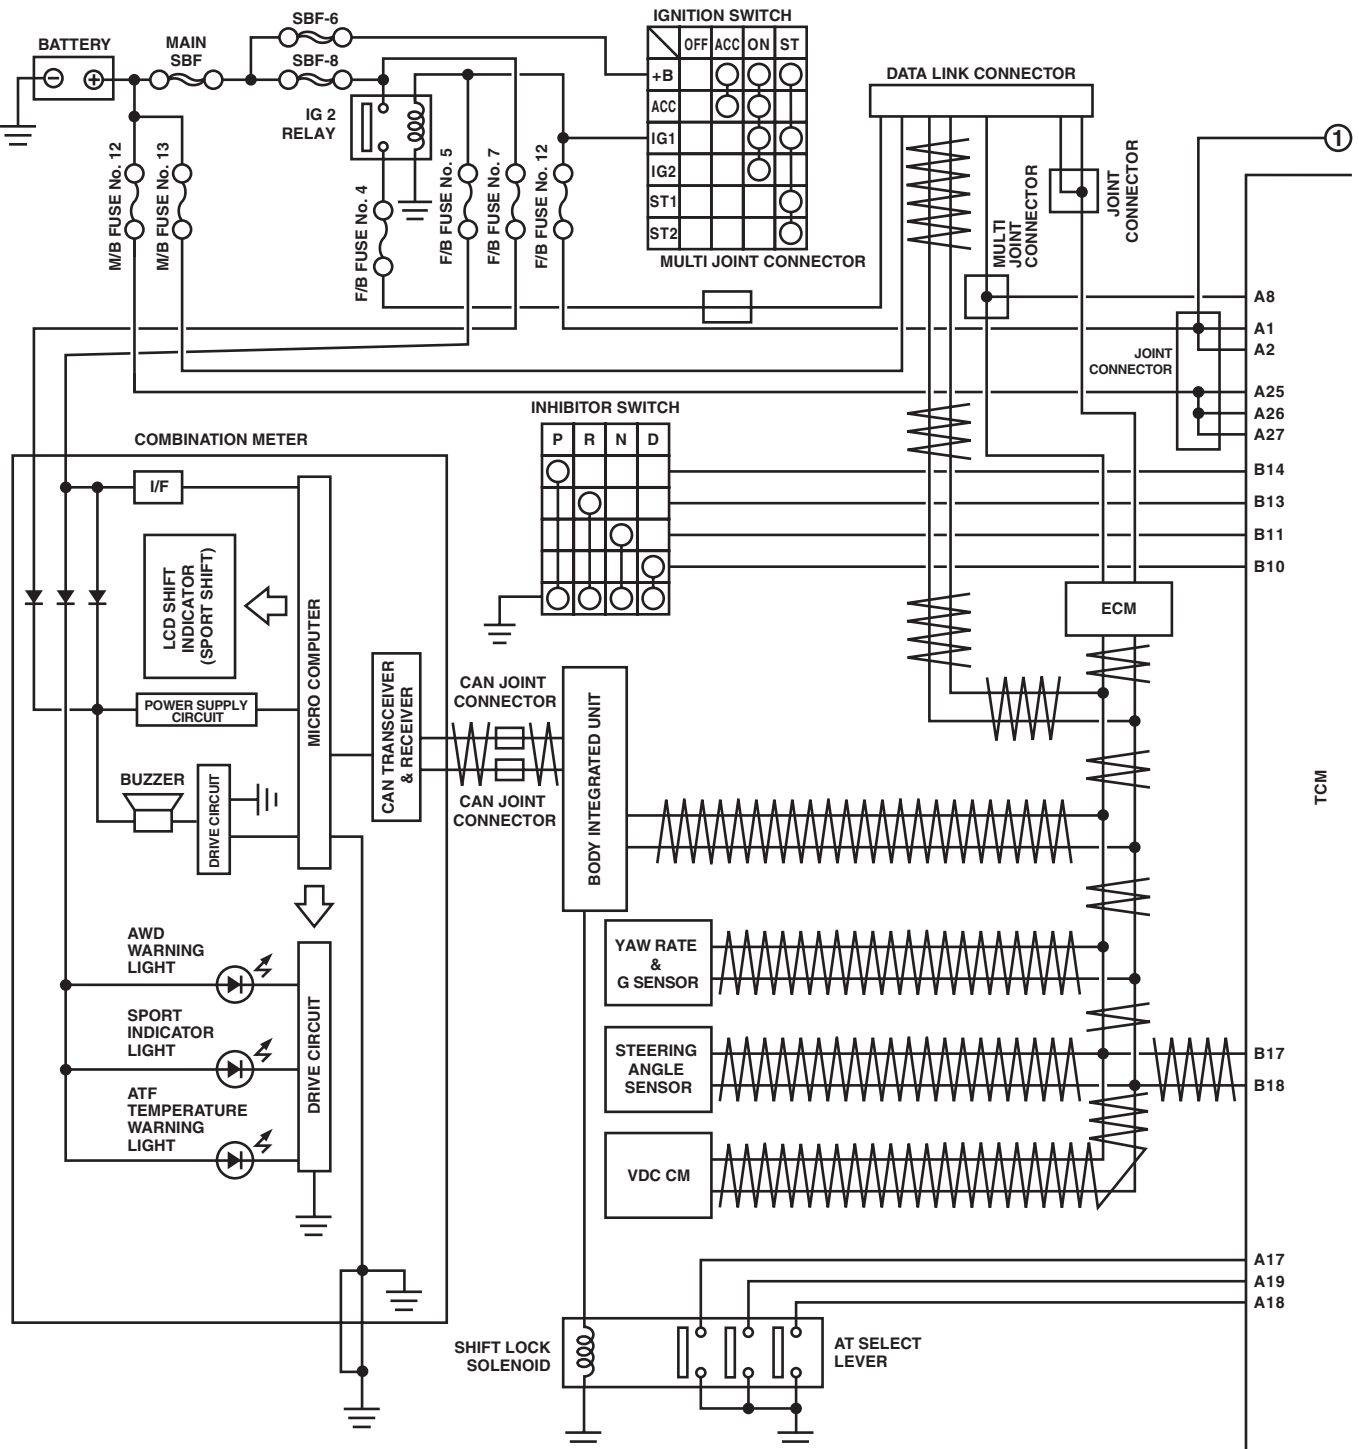 SBF-6
IGNITION SWITCH
BATTERY
MAIN
SBF
SBF-8
OFF
ACC
ON
ST
+B
ACC
IG1
IG2
ST1
ST2
DATA LINK CONNECTOR
IG 2
RELAY
M/B FUSE No. 12
M/B FUSE No. 13
F/B FUSE No. 4
F/B FUSE No. 5
F/B FUSE No. 7
F/B FUSE No. 12
MULTI JOINT CONNECTOR
MULTI
JOINT
CONNECTOR
JOINT
CONNECTOR
1
A8
A1
A2
JOINT
CONNECTOR
A25
A26
A27
INHIBITOR SWITCH
P
R
N
D
B14
B13
B11
B10
COMBINATION METER
I/F
LCD SHIFT
INDICATOR
(SPORT SHIFT)
MICRO COMPUTER
POWER SUPPLY
CIRCUIT
BUZZER
DRIVE CIRCUIT
CAN TRANSCEIVER
& RECEIVER
CAN JOINT
CONNECTOR
CAN JOINT
CONNECTOR
BODY INTEGRATED UNIT
ECM
TCM
AWD
WARNING
LIGHT
SPORT
INDICATOR
LIGHT
ATF
TEMPERATURE
WARNING
LIGHT
DRIVE CIRCUIT
YAW RATE
&
G SENSOR
STEERING
ANGLE
SENSOR
VDC CM
B17
B18
A17
A19
A18
SHIFT LOCK
SOLENOID
AT SELECT
LEVER